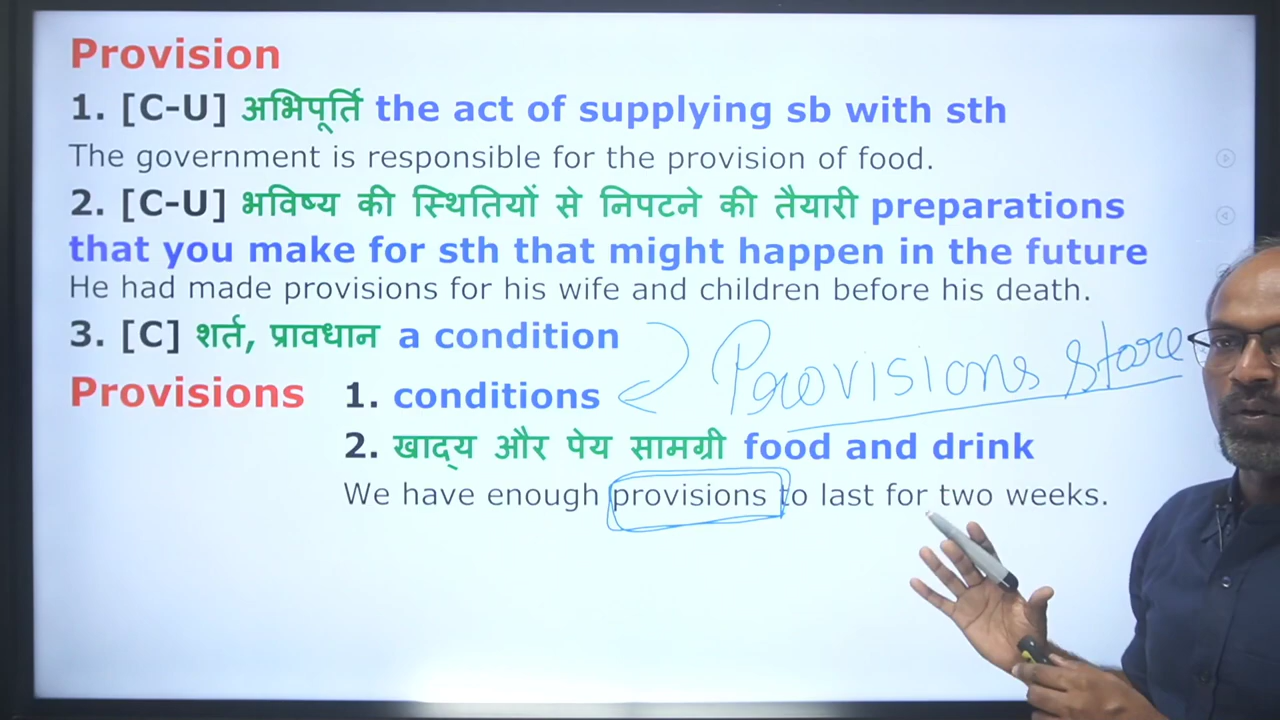 Provision
1. [C-U] अभिपूर्ति the act of supplying sb with sth
The government is responsible for the provision of food.
2. [C-U] भविष्य की स्थितियों से निपटने की तैयारी preparations
that you make for sth that might happen in the future
He had made provisions for his wife and children before his death.
3. [C] शर्त, प्रावधान a condition
Provisions store
Provisions 1. conditions
2. खाद्य और पेय सामग्री food and drink
We have enough provisions to last for two weeks.